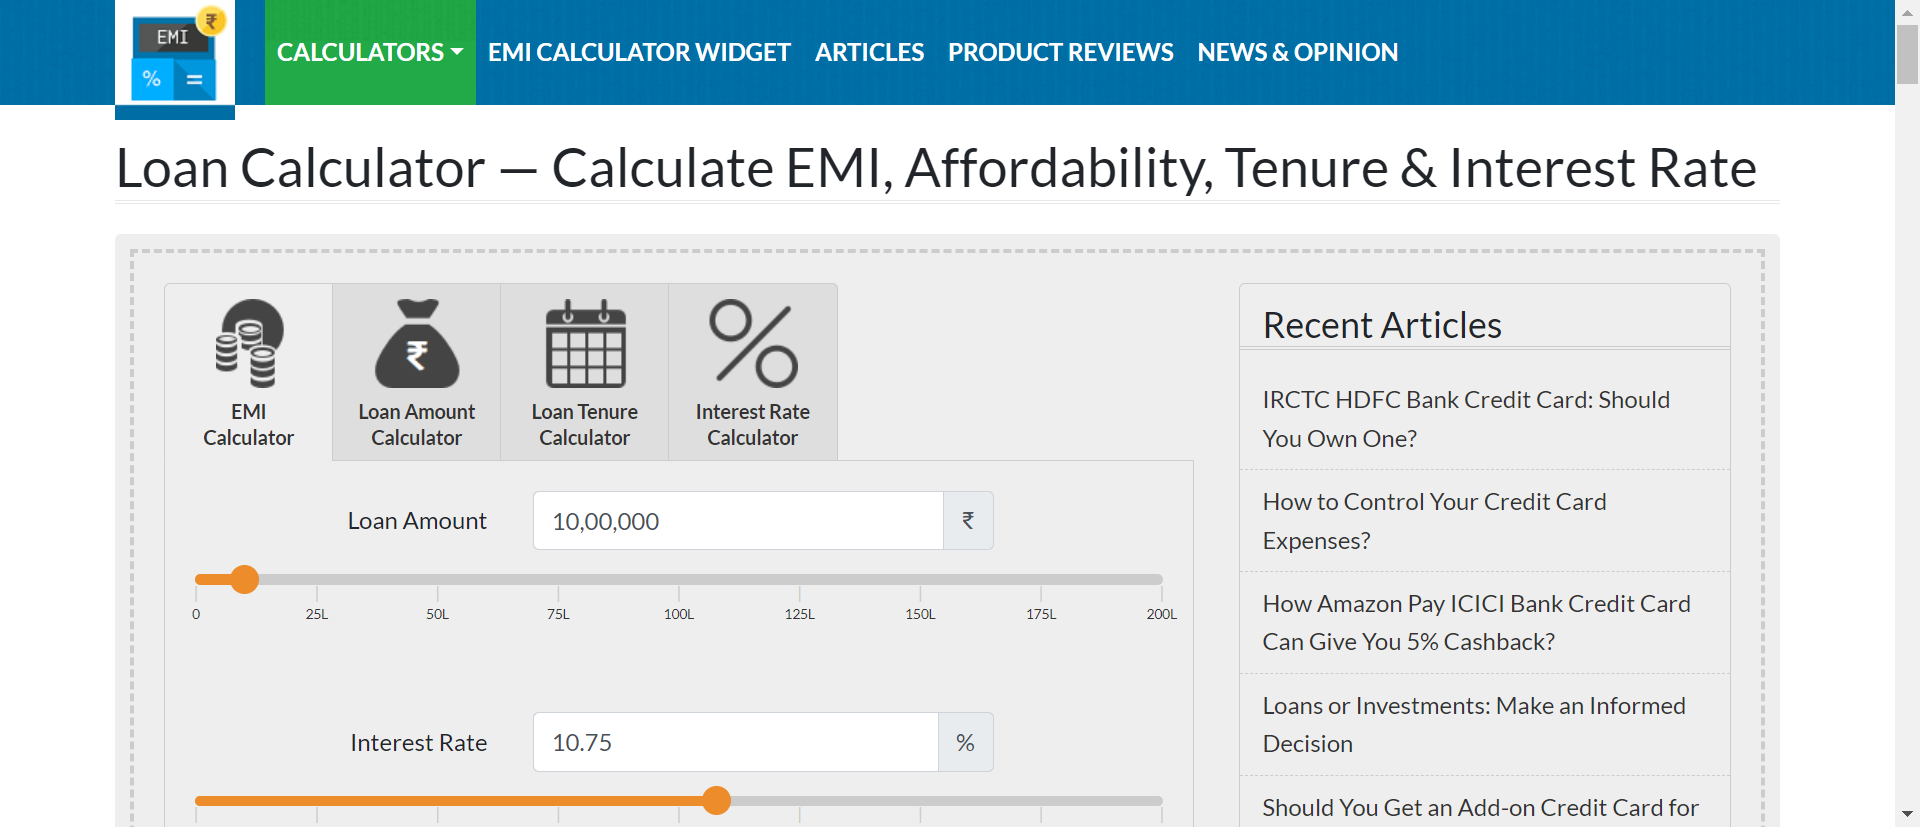 EMI
₹
%
=
CALCULATORS
EMI CALCULATOR WIDGET
ARTICLES
PRODUCT REVIEWS
NEWS & OPINION
Loan Calculator — Calculate EMI, Affordability, Tenure & Interest Rate
EMI
Calculator
₹
Loan Amount
Calculator
Loan Tenure
Calculator
Interest Rate
Calculator
Loan Amount
10,00,000
₹
0
25L
50L
75L
100L
125L
150L
175L
200L
Interest Rate
10.75
%
Recent Articles
IRCTC HDFC Bank Credit Card: Should
You Own One?
How to Control Your Credit Card
Expenses?
How Amazon Pay ICICI Bank Credit Card
Can Give You 5% Cashback?
Loans or Investments: Make an Informed
Decision
Should You Get an Add-on Credit Card for